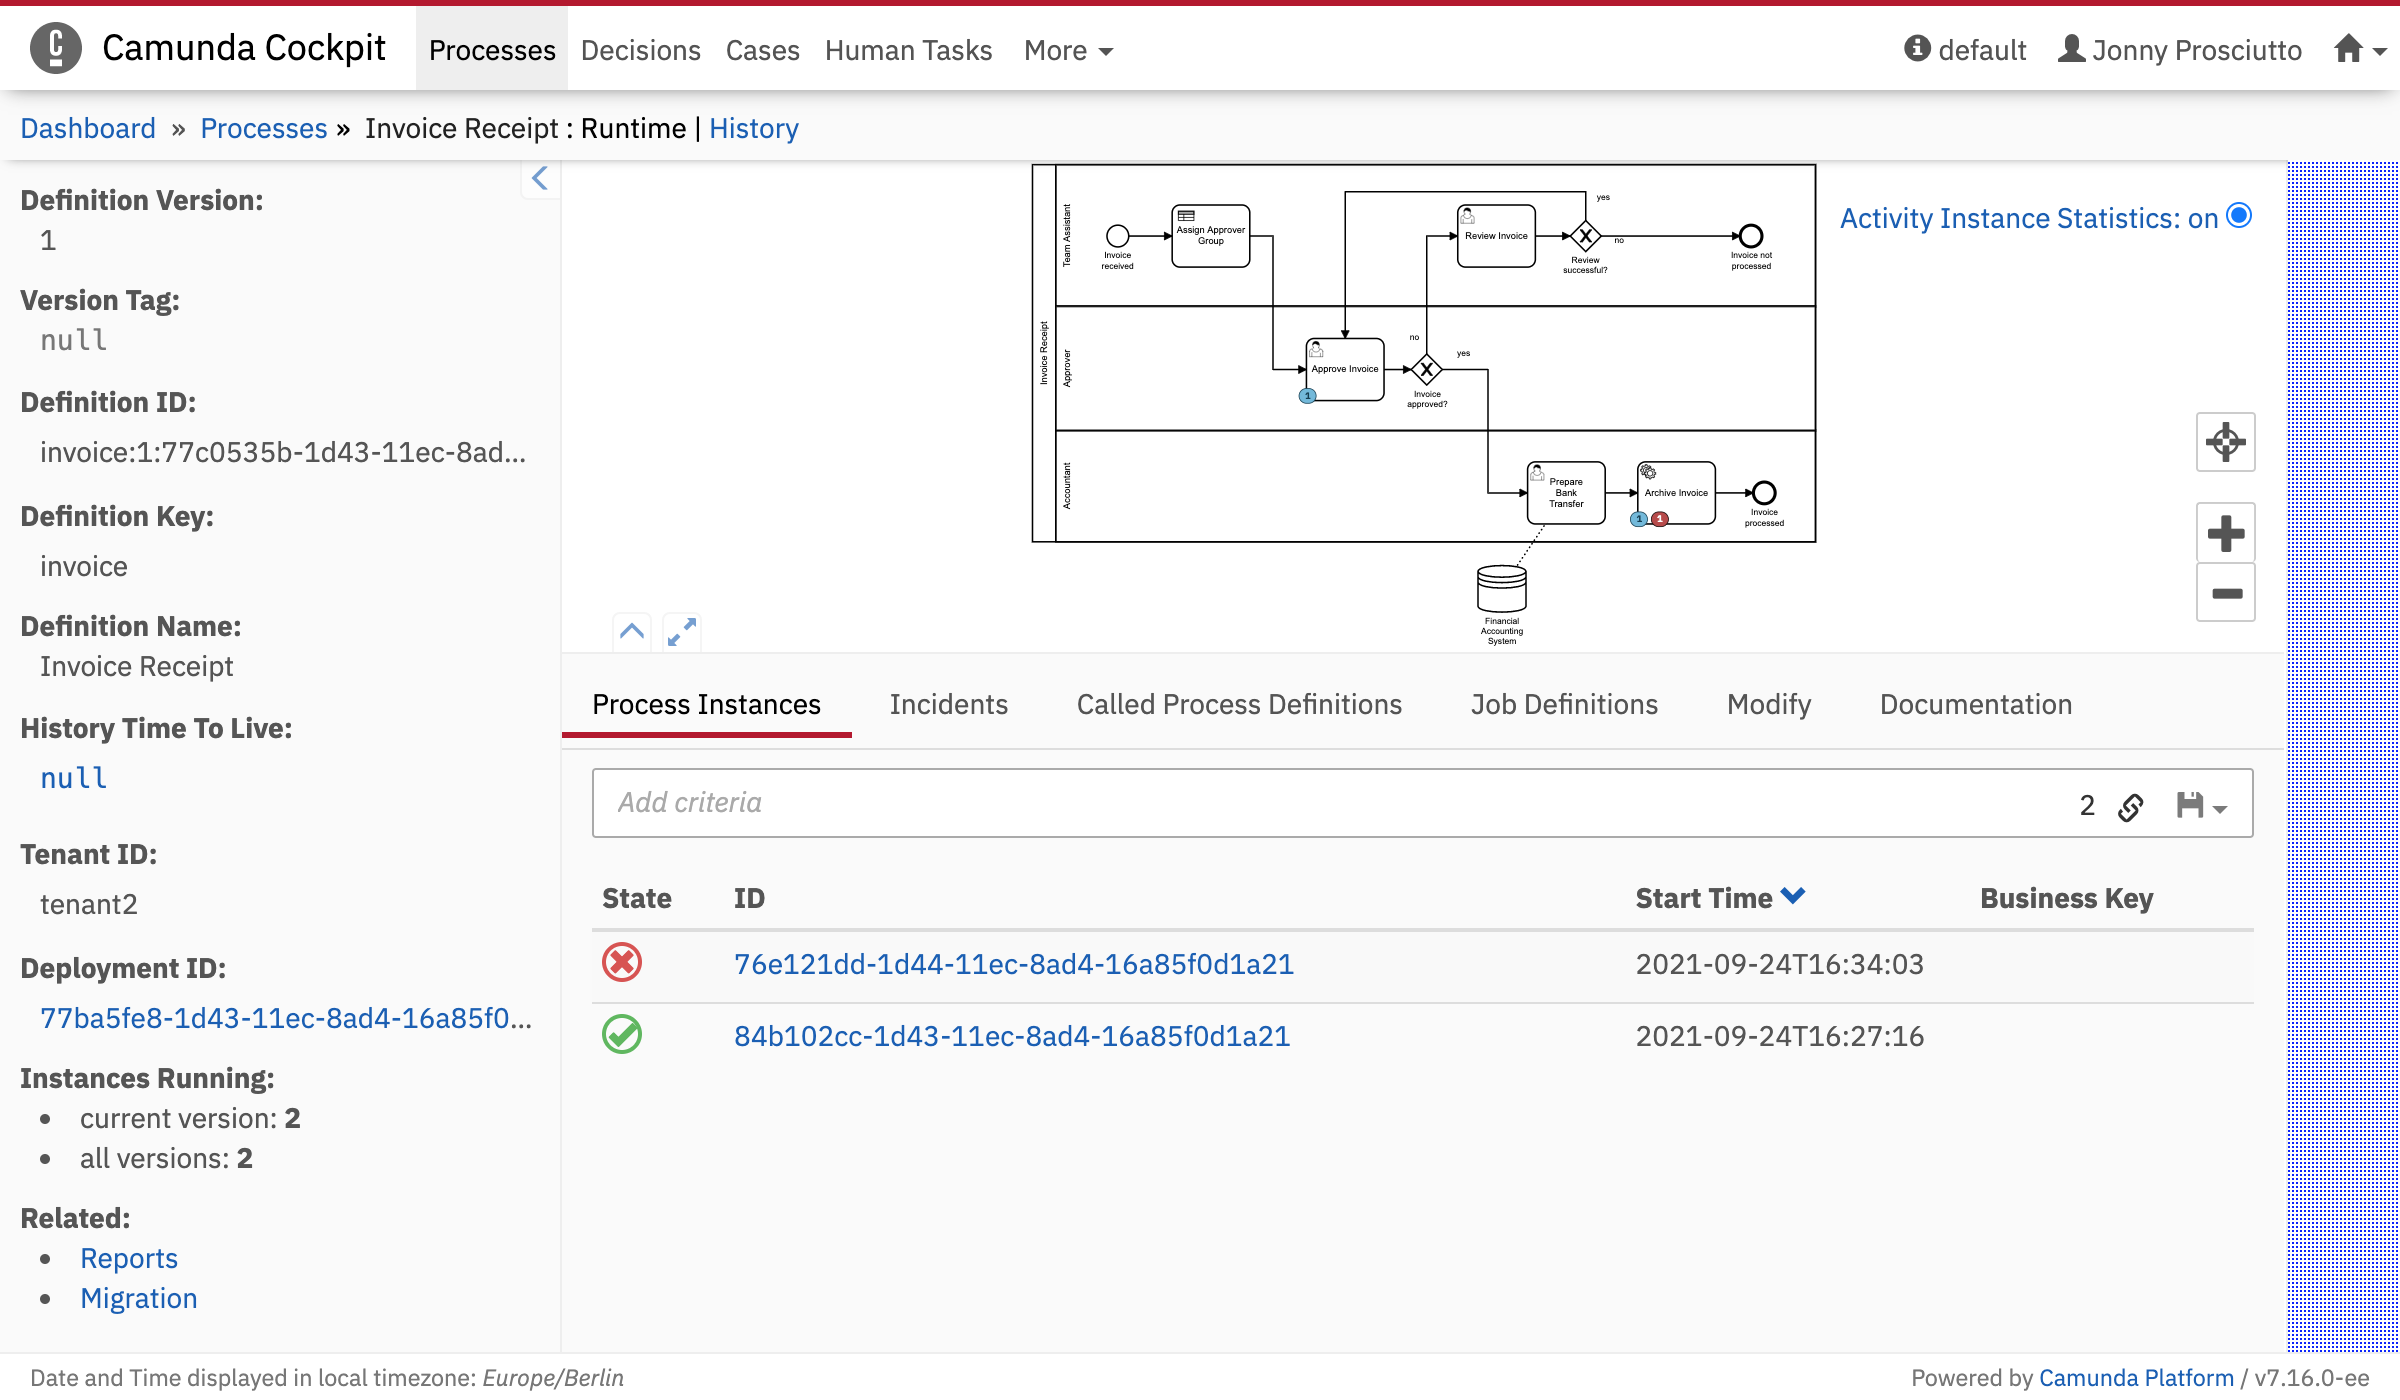 Camunda Cockpit Processes Decisions Cases Human Tasks More default Jonny Prosciutto
Dashboard » Processes » Invoice Receipt : Runtime | History
Definition Version:
1
Version Tag:
null
Definition ID:
invoice:1:77c0535b-1d43-11ec-8ad...
Definition Key:
invoice
Definition Name:
Invoice Receipt
History Time To Live:
null
Tenant ID:
tenant2
Deployment ID:
77ba5fe8-1d43-11ec-8ad4-16a85f0...
Instances Running:
current version: 2
all versions: 2
Related:
Reports
Migration
Invoice Receipt
Team Assistant
Invoice
received
Assign Approver
Group
Review Invoice
yes
no
Review
successful?
Invoice not
processed
Approver
Approve Invoice
1
no
yes
Invoice
approved?
Accountant
Prepare
Bank
Transfer
Archive Invoice
1 1
Invoice
processed
Financial
Accounting
System
Activity Instance Statistics: on
Process Instances Incidents Called Process Definitions Job Definitions Modify Documentation
Add criteria 2
State ID Start Time Business Key
76e121dd-1d44-11ec-8ad4-16a85f0d1a21 2021-09-24T16:34:03
84b102cc-1d43-11ec-8ad4-16a85f0d1a21 2021-09-24T16:27:16
Date and Time displayed in local timezone: Europe/Berlin
Powered by Camunda Platform / v7.16.0-ee